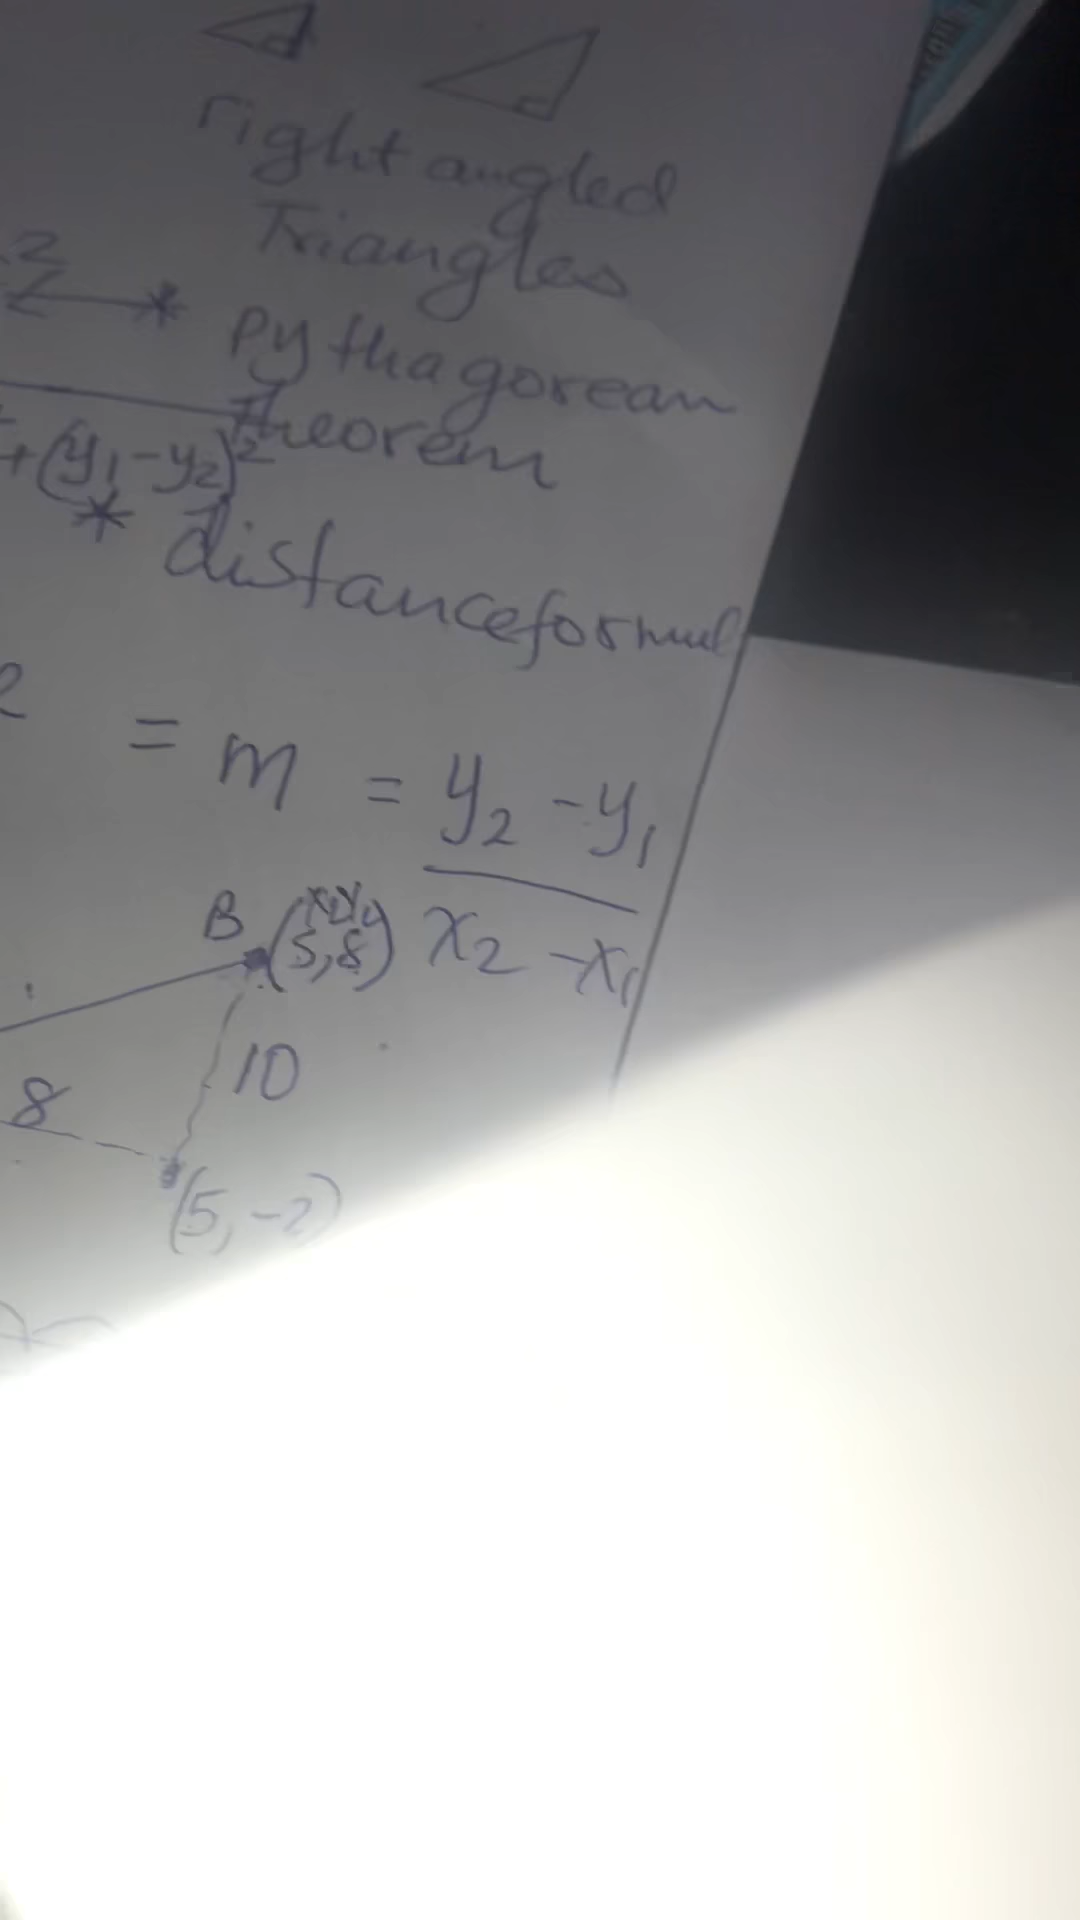 right angled
Triangles
2
Pythagorean
theorem
+(y₁-y₂)²
* distanceformul
= m = y₂ - y₁
x₂ - x₁
B (5,8)
10
8
(5,-2)